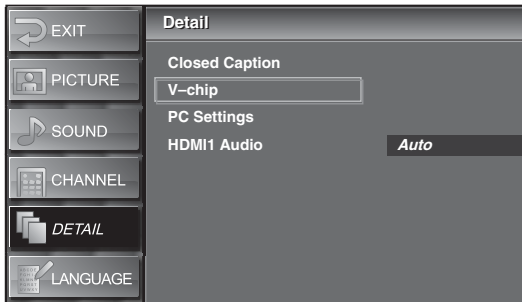 EXIT
PICTURE
SOUND
CHANNEL
DETAIL
LANGUAGE
Detail
Closed Caption
V–chip
PC Settings
HDMI1 Audio Auto